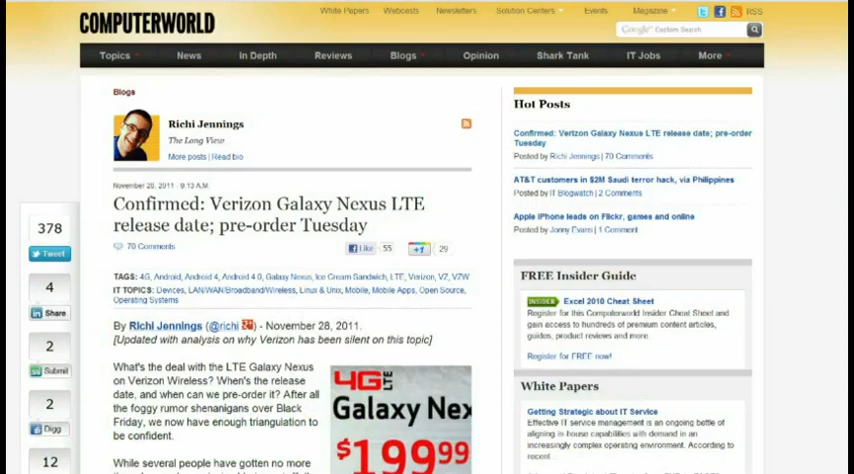 White Papers Webcasts Newsletters Solution Centers Events Magazine RSS
COMPUTERWORLD
Google Custom Search
Topics News In Depth Reviews Blogs Opinion Shark Tank IT Jobs More
Blogs
Richi Jennings
The Long View
More posts | Read bio
November 28, 2011 - 9:13 A.M.
Confirmed: Verizon Galaxy Nexus LTE
release date; pre-order Tuesday
70 Comments
Like 55 +1 29
TAGS: 4G, Android, Android 4, Android 4.0, Galaxy Nexus, Ice Cream Sandwich, LTE, Verizon, VZ, VZW
IT TOPICS: Devices, LAN/WAN/Broadband/Wireless, Linux & Unix, Mobile, Mobile Apps, Open Source,
Operating Systems
By Richi Jennings (@richi) - November 28, 2011.
[Updated with analysis on why Verizon has been silent on this topic]
What's the deal with the LTE Galaxy Nexus
on Verizon Wireless? When's the release
date, and when can we pre-order it? After all
the foggy rumor shenanigans over Black
Friday, we now have enough triangulation to
be confident.
While several people have gotten no more
4G LTE
Galaxy Nex
$199.99
378
Tweet
4
Share
2
Submit
2
Digg
12
Hot Posts
Confirmed: Verizon Galaxy Nexus LTE release date; pre-order
Tuesday
Posted by Richi Jennings | 70 Comments
AT&T customers in $2M Saudi terror hack, via Philippines
Posted by IT Blogwatch | 2 Comments
Apple iPhone leads on Flickr, games and online
Posted by Jonny Evans | 1 Comment
FREE Insider Guide
INSIDER Excel 2010 Cheat Sheet
Register for this Computerworld Insider Cheat Sheet and
gain access to hundreds of premium content articles,
guides, product reviews and more.
Register for FREE now!
White Papers
Getting Strategic about IT Service
Effective IT service management is an ongoing battle of
aligning in-house capabilities with demand in an
increasingly complex operating environment. According to
recent...